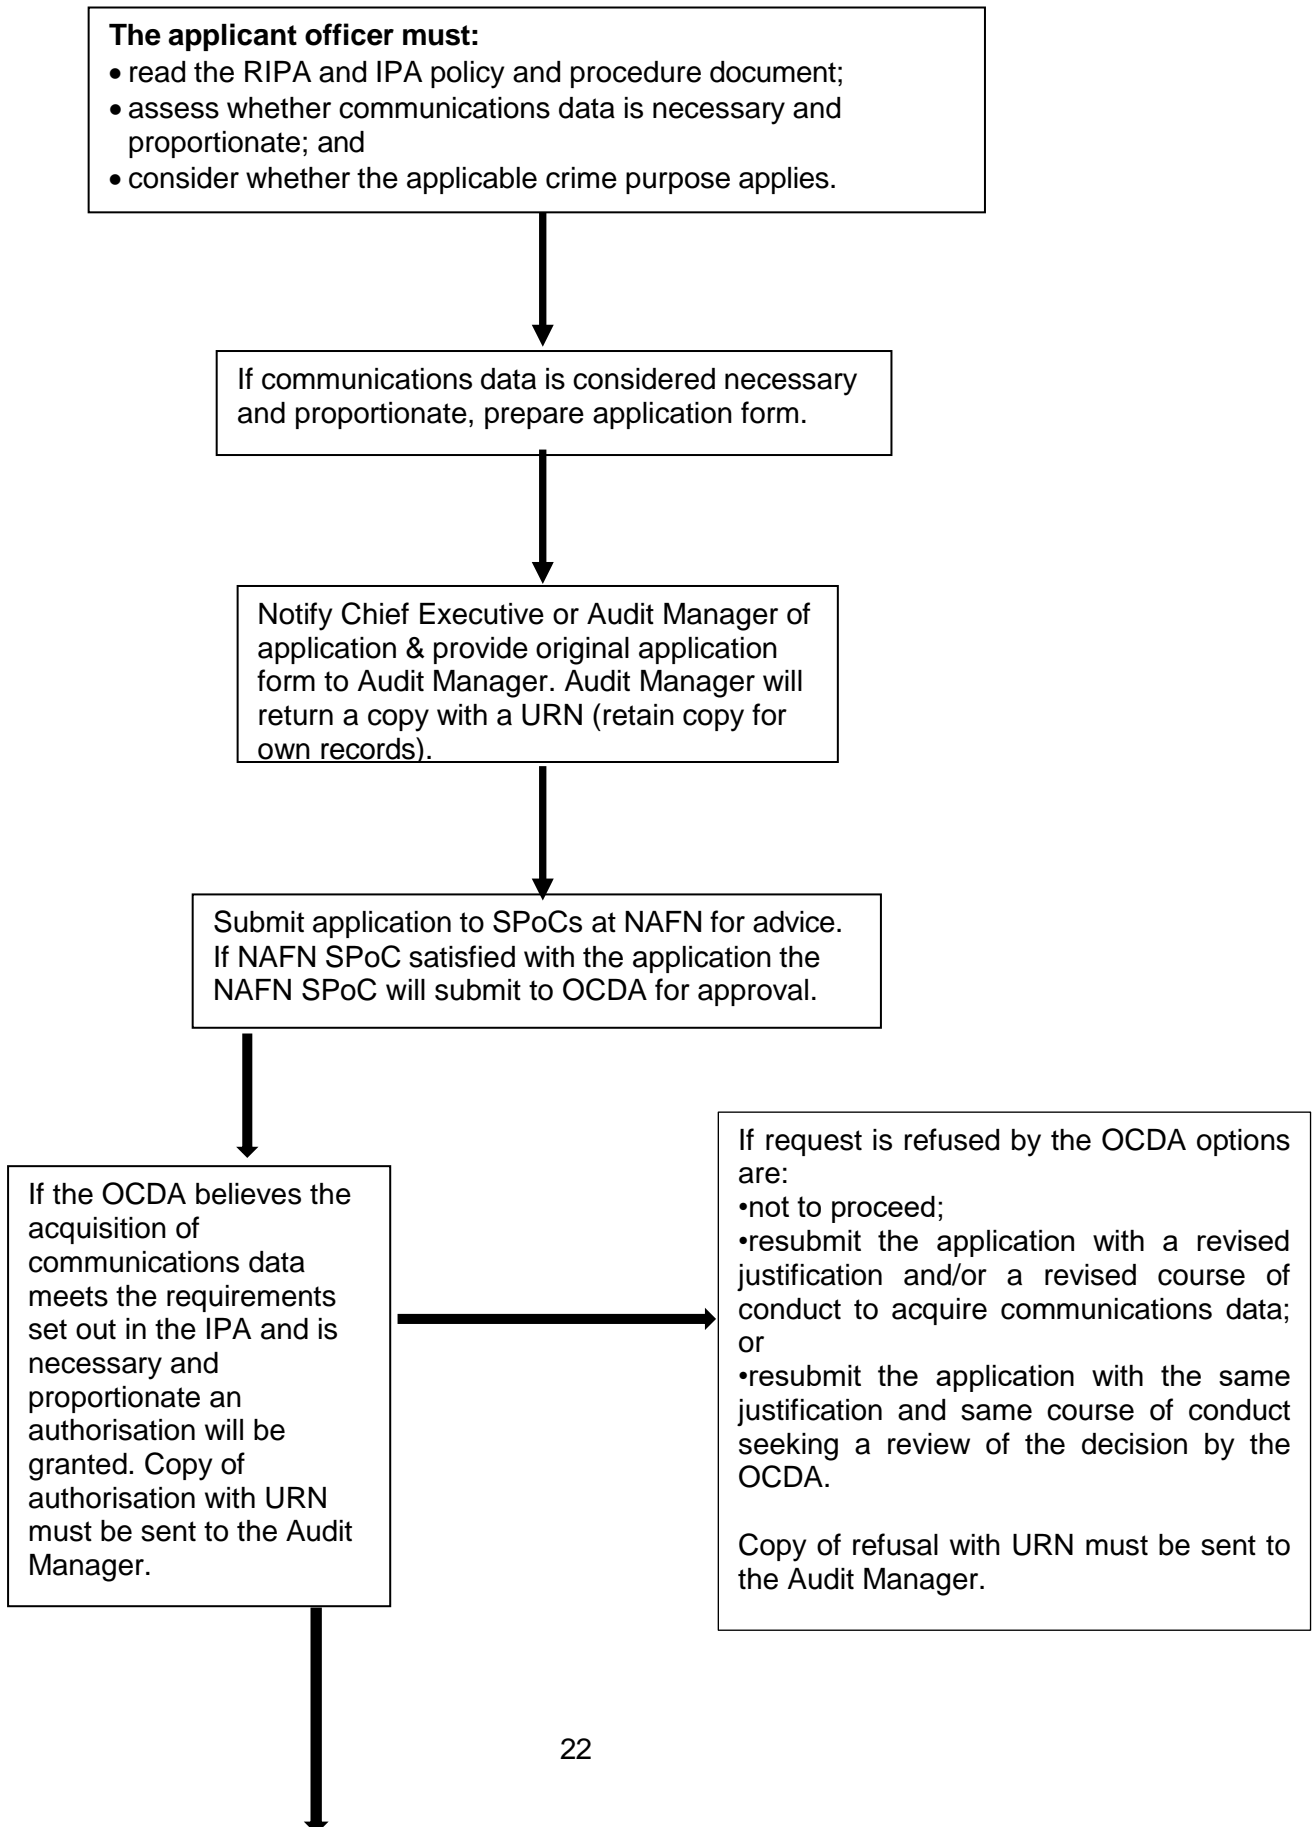 The applicant officer must:
• read the RIPA and IPA policy and procedure document;
• assess whether communications data is necessary and
proportionate; and
• consider whether the applicable crime purpose applies.
If communications data is considered necessary
and proportionate, prepare application form.
Notify Chief Executive or Audit Manager of
application & provide original application
form to Audit Manager. Audit Manager will
return a copy with a URN (retain copy for
own records).
Submit application to SPoCs at NAFN for advice.
If NAFN SPoC satisfied with the application the
NAFN SPoC will submit to OCDA for approval.
If the OCDA believes the
acquisition of
communications data
meets the requirements
set out in the IPA and is
necessary and
proportionate an
authorisation will be
granted. Copy of
authorisation with URN
must be sent to the Audit
Manager.
If request is refused by the OCDA options
are:
•not to proceed;
•resubmit the application with a revised
justification and/or a revised course of
conduct to acquire communications data;
or
•resubmit the application with the same
justification and same course of conduct
seeking a review of the decision by the
OCDA.
Copy of refusal with URN must be sent to
the Audit Manager.
22